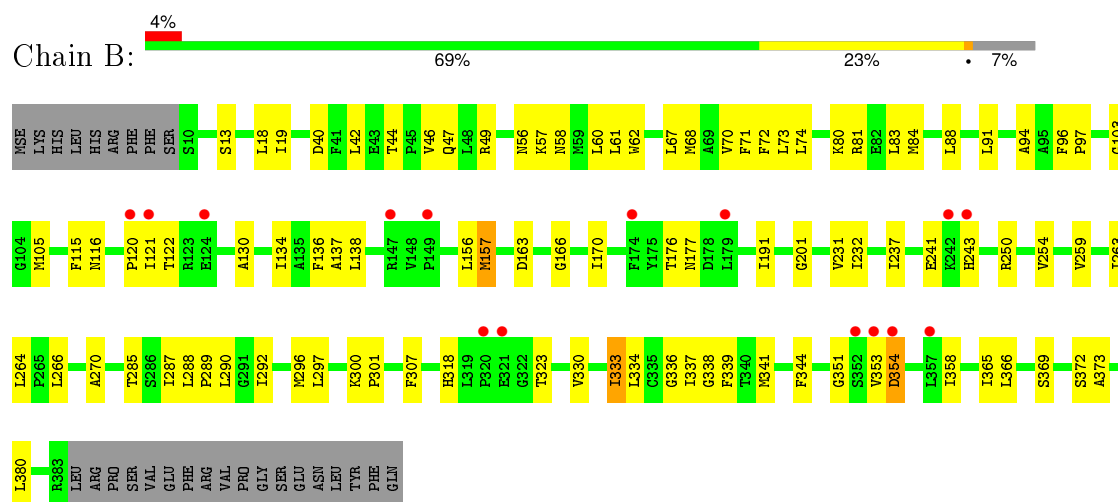 4%
Chain B:
69% 23% • 7%
MSE LYS HIS LEU HIS ARG PHE PHE SER S10 S13 L18 I19 D40 F41 L42 E43 T44 P45 V46 Q47 L48 R49 N56 K57 N58 M59 L60 L61 W62 L67 M68 A69 V70 F71 F72 L73 L74 K80 R81 E82 L83 M84 L88 L91 A94 A95 F96 P97 G103
G104 M105 F115 N116 P120 I121 T122 R123 E124 A130 I134 A135 F136 A137 L138 R147 V148 P149 L156 M157 D163 G166 I170 F174 Y175 T176 N177 D178 L179 I191 G201 V231 I232 I237 E241 K242 H243 R250 V254 V259 I263
L264 P265 L266 A270 T285 S286 I287 L288 P289 L290 G291 I292 M296 L297 K300 P301 F307 H318 L319 P320 E321 G322 T323 V330 I333 L334 C335 G336 I337 G338 F339 T340 M341 F344 G351 S352 V353 D354 L357 I358 I365 L366 S369 S372 A373
L380 R383 LEU ARG PRO SER VAL GLU PHE ARG VAL PRO GLY SER GLU ASN LEU TYR PHE GLN